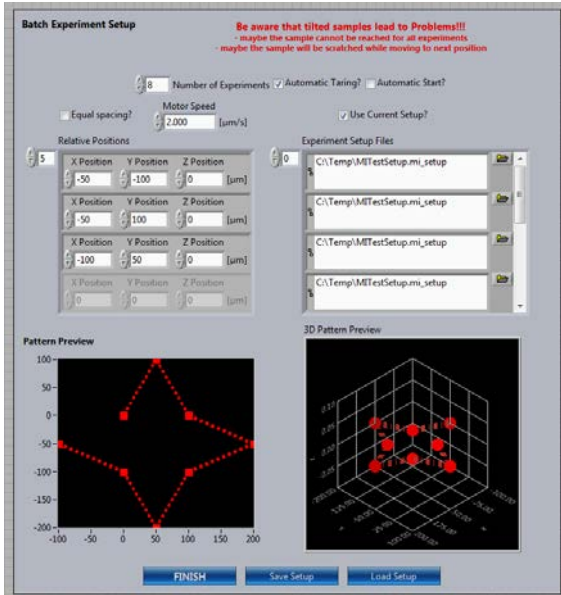 Batch Experiment Setup
Be aware that tilted samples lead to Problems!!!
- maybe the sample cannot be reached for all experiments
- maybe the sample will be scratched while moving to next position
8 Number of Experiments Automatic Taring? Automatic Start?
Equal spacing? Motor Speed 2.000 [µm/s] Use Current Setup?
Relative Positions
5
X Position Y Position Z Position
-50 -100 0 [µm]
X Position Y Position Z Position
-50 100 0 [µm]
X Position Y Position Z Position
-100 50 0 [µm]
X Position Y Position Z Position
0 0 0 [µm]
Experiment Setup Files
0
C:\Temp\MITestSetup.mi_setup
C:\Temp\MITestSetup.mi_setup
C:\Temp\MITestSetup.mi_setup
C:\Temp\MITestSetup.mi_setup
Pattern Preview
100
50
0
-50
-100
-150
-200
-100 -50 0 50 100 150 200
3D Pattern Preview
FINISH Save Setup Load Setup